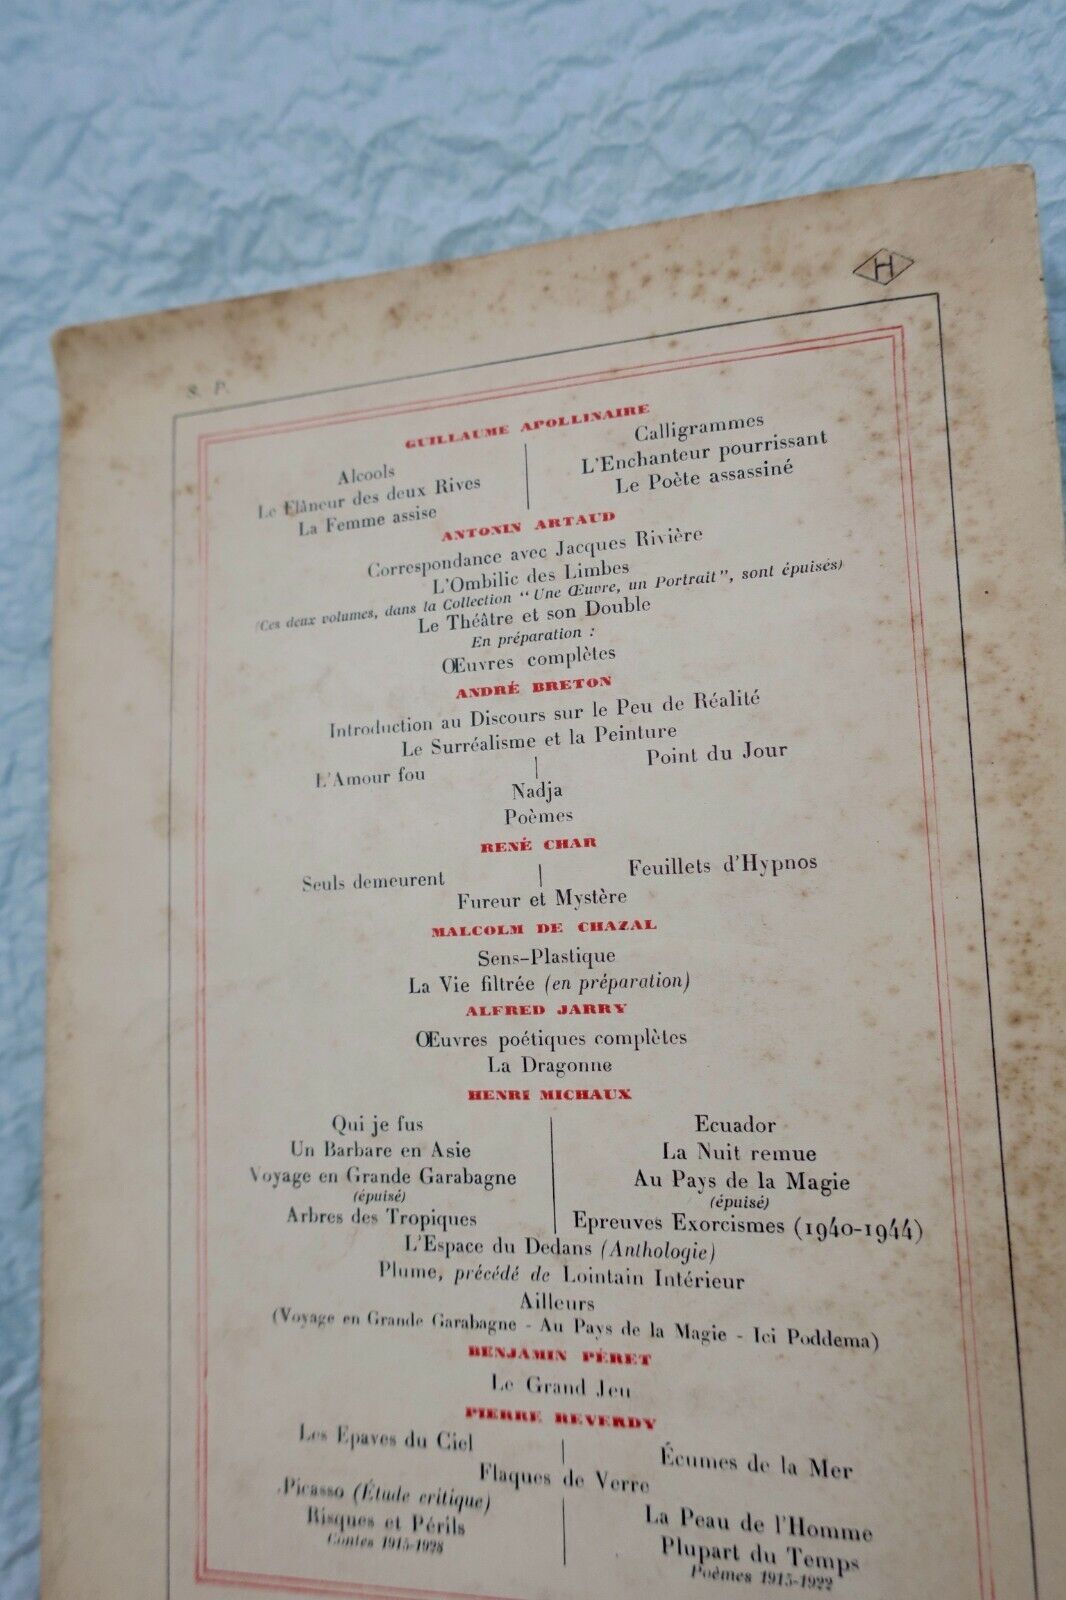 H
S. P.
GUILLAUME APOLLINAIRE
Alcools
Le Flâneur des deux Rives
La Femme assise
Calligrammes
L'Enchanteur pourrissant
Le Poète assassiné
ANTONIN ARTAUD
Correspondance avec Jacques Rivière
L'Ombilic des Limbes
(Ces deux volumes, dans la Collection "Une Œuvre, un Portrait", sont épuisés)
Le Théâtre et son Double
En préparation :
Œuvres complètes
ANDRÉ BRETON
Introduction au Discours sur le Peu de Réalité
Le Surréalisme et la Peinture
L'Amour fou
Point du Jour
Nadja
Poèmes
RENÉ CHAR
Seuls demeurent
Feuillets d'Hypnos
Fureur et Mystère
MALCOLM DE CHAZAL
Sens-Plastique
La Vie filtrée (en préparation)
ALFRED JARRY
Œuvres poétiques complètes
La Dragonne
HENRI MICHAUX
Qui je fus
Un Barbare en Asie
Voyage en Grande Garabagne
(épuisé)
Arbres des Tropiques
Ecuador
La Nuit remue
Au Pays de la Magie
(épuisé)
Epreuves Exorcismes (1940-1944)
L'Espace du Dedans (Anthologie)
Plume, précédé de Lointain Intérieur
Ailleurs
(Voyage en Grande Garabagne - Au Pays de la Magie - Ici Poddema)
BENJAMIN PÉRET
Le Grand Jeu
PIERRE REVERDY
Les Epaves du Ciel
Écumes de la Mer
Flaques de Verre
Picasso (Étude critique)
Risques et Périls
Contes 1915-1928
La Peau de l'Homme
Plupart du Temps
Poèmes 1915-1922